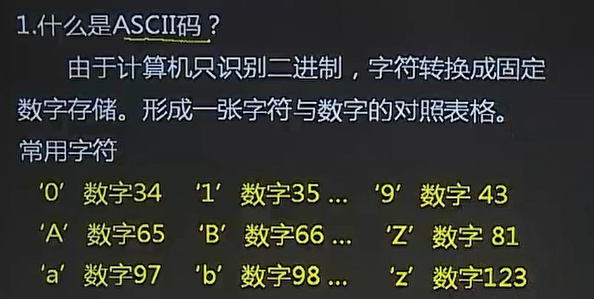 1.什么是ASCII码？
由于计算机只识别二进制，字符转换成固定
数字存储。形成一张字符与数字的对照表格。
常用字符
‘0’ 数字34 ‘1’ 数字35 ... ‘9’ 数字 43
‘A’ 数字65 ‘B’ 数字66 ... ‘Z’ 数字 81
‘a’ 数字97 ‘b’ 数字98 ... ‘z’ 数字123